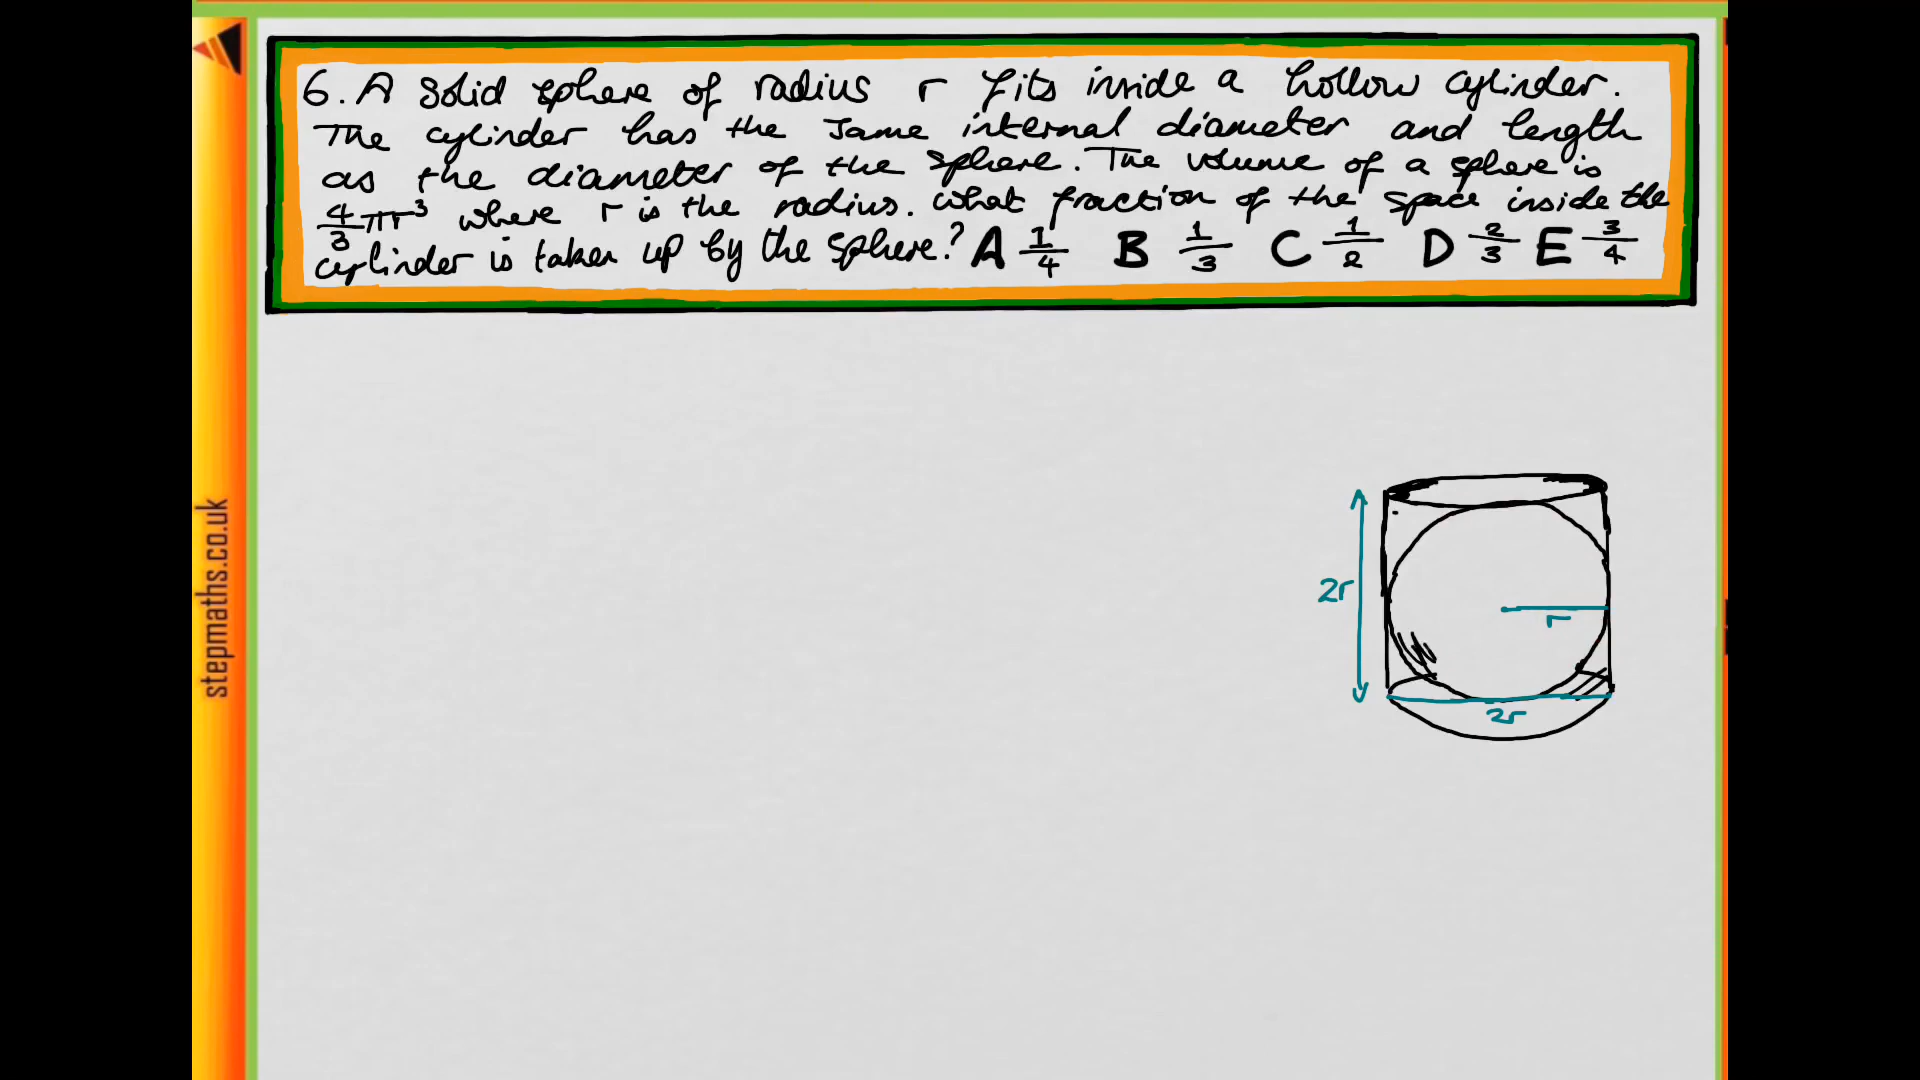 6. A solid sphere of radius r fits inside a hollow cylinder.
The cylinder has the same internal diameter and length
as the diameter of the sphere. The volume of a sphere is
4/3 πr³ where r is the radius. What fraction of the space inside the
cylinder is taken up by the sphere? A 1/4 B 1/3 C 1/2 D 2/3 E 3/4
stepmaths.co.uk
2r
r
2r